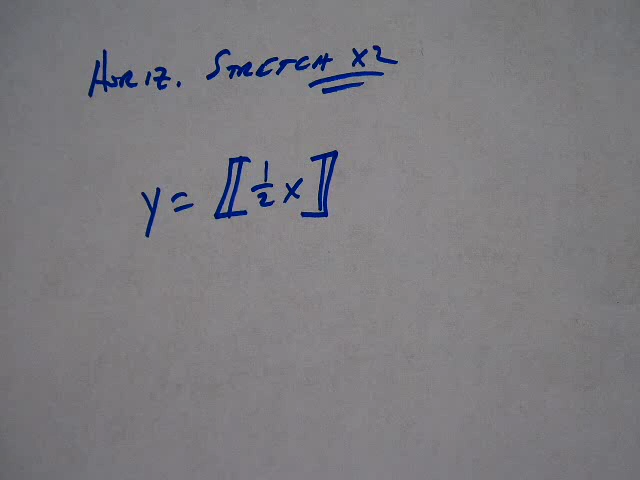 HORIZ. STRETCH X2
y = ⟦½x⟧